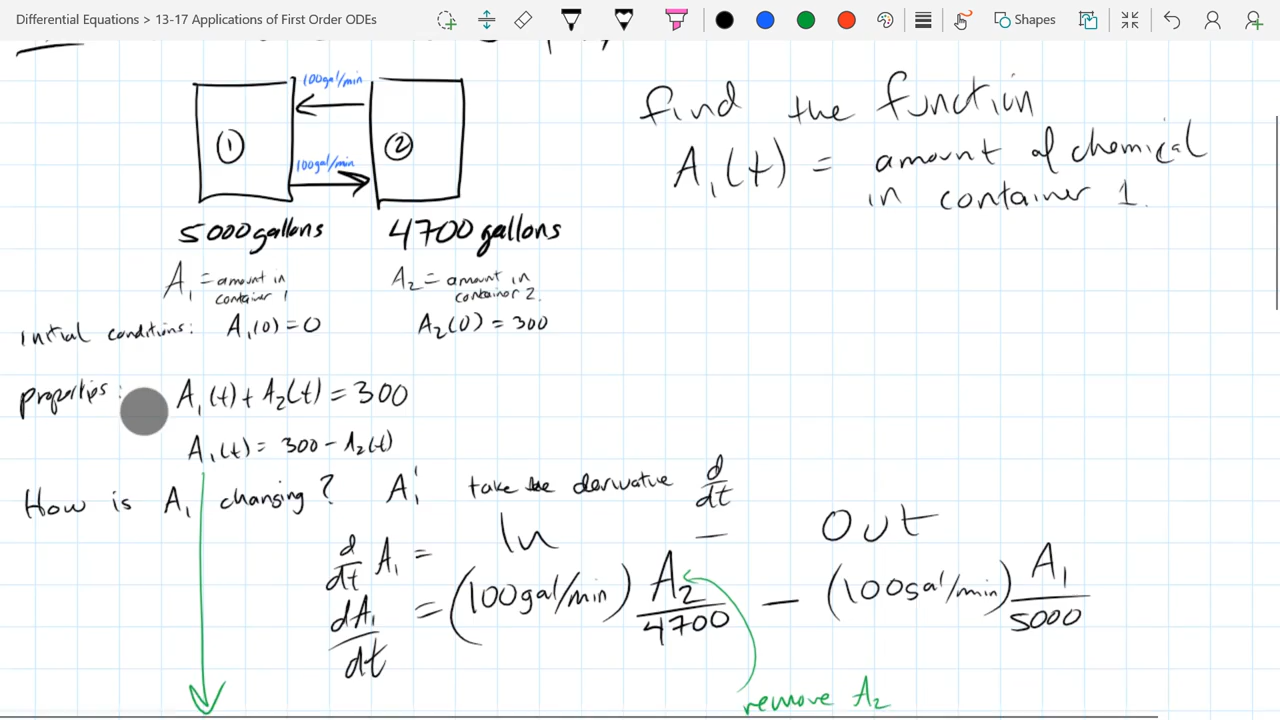 Differential Equations > 13-17 Applications of First Order ODEs
Shapes
100gal/min
① ②
100gal/min
5000 gallons 4700 gallons
A₁ = amount in container 1
A₂ = amount in container 2.
Initial conditions: A₁(0) = 0 A₂(0) = 300
find the function
A₁(t) = amount of chemical
in container 1.
properties: A₁(t) + A₂(t) = 300
A₁(t) = 300 - A₂(t)
How is A₁ changing? A₁' take the derivative d/dt
d/dt A₁ = In - Out
dA₁/dt = (100gal/min) A₂/4700 - (100gal/min) A₁/5000
remove A₂